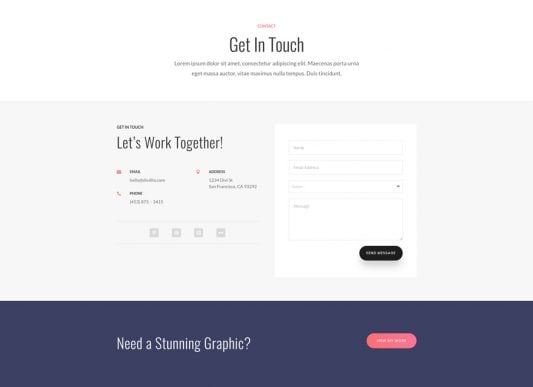 CONTACT
Get In Touch
Lorem ipsum dolor sit amet, consectetur adipiscing elit. Maecenas porta urna
eget massa auctor, vitae maximus nulla tempus. Duis tincidunt.
GET IN TOUCH
Let's Work Together!
EMAIL
hello@divilife.com
PHONE
(453) 875 - 2415
ADDRESS
1234 Divi St
San Francisco, CA 93292
Name
Email Address
Message
SEND MESSAGE
Need a Stunning Graphic?
VIEW MY WORK